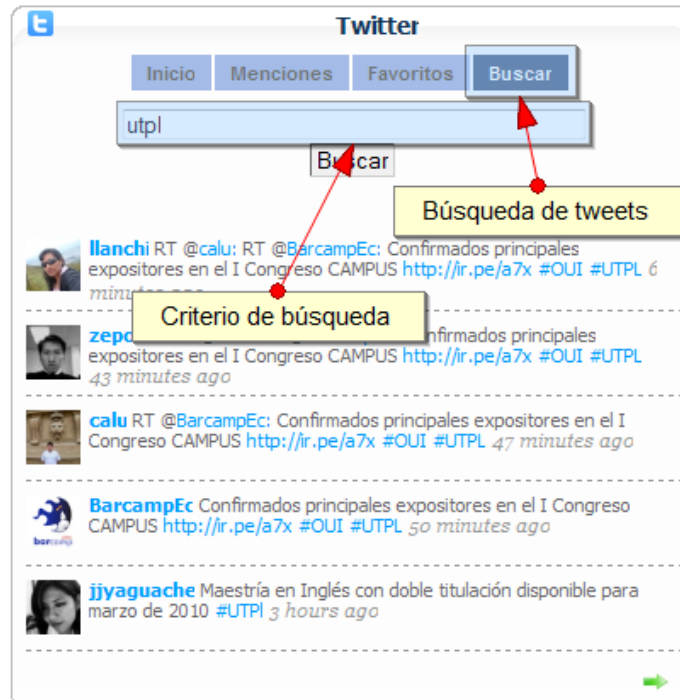 Twitter
Inicio Menciones Favoritos Buscar
utpl
Buscar
Búsqueda de tweets
llanchi RT @calu: RT @BarcampEc: Confirmados principales
expositores en el I Congreso CAMPUS http://ir.pe/a7x #OUI #UTPL 6
minutes ago
Criterio de búsqueda
principales
expositores en el I Congreso CAMPUS http://ir.pe/a7x #OUI #UTPL
43 minutes ago
calu RT @BarcampEc: Confirmados principales expositores en el I
Congreso CAMPUS http://ir.pe/a7x #OUI #UTPL 47 minutes ago
BarcampEc Confirmados principales expositores en el I Congreso
CAMPUS http://ir.pe/a7x #OUI #UTPL 50 minutes ago
barcamp
jjyaguache Maestría en Inglés con doble titulación disponible para
marzo de 2010 #UTPl 3 hours ago